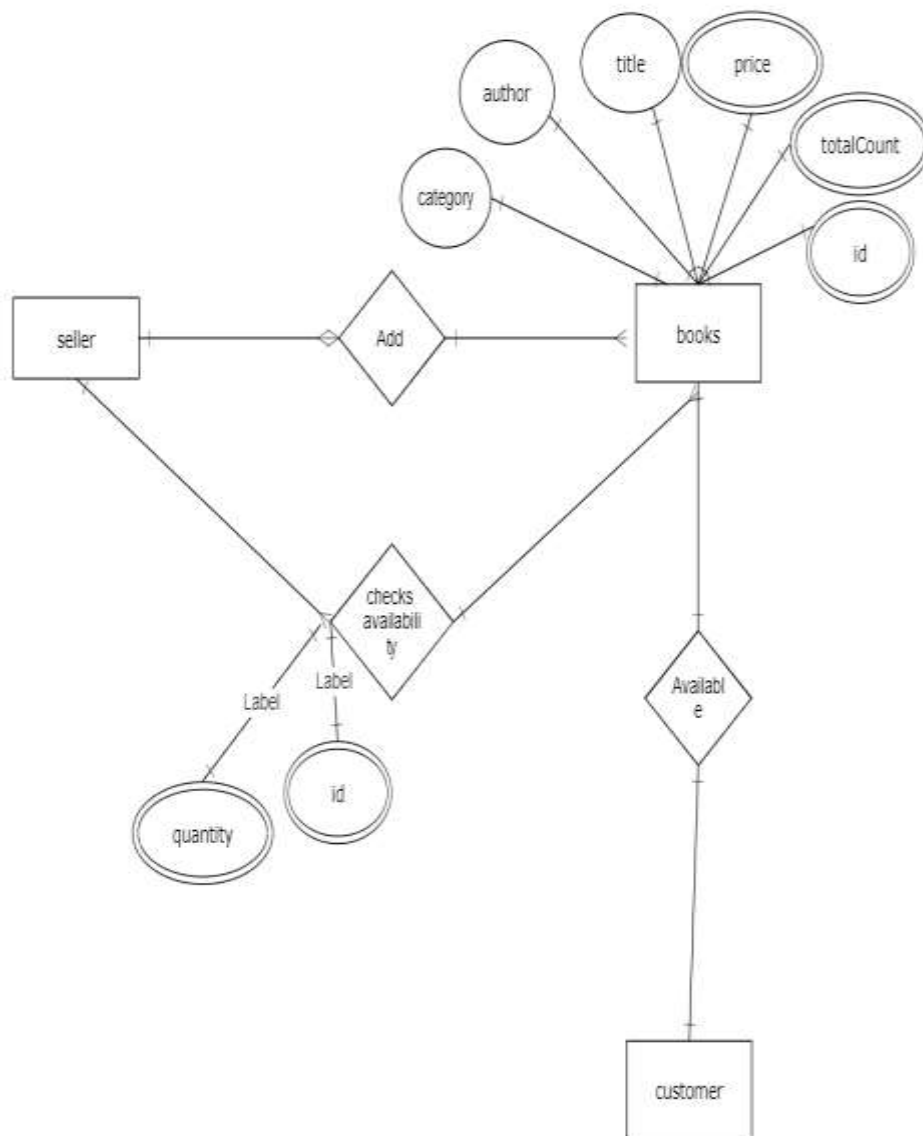 title
price
author
totalCount
category
id
seller
Add
books
checks
availabili
ty
Label
Label
Availabl
e
id
quantity
customer